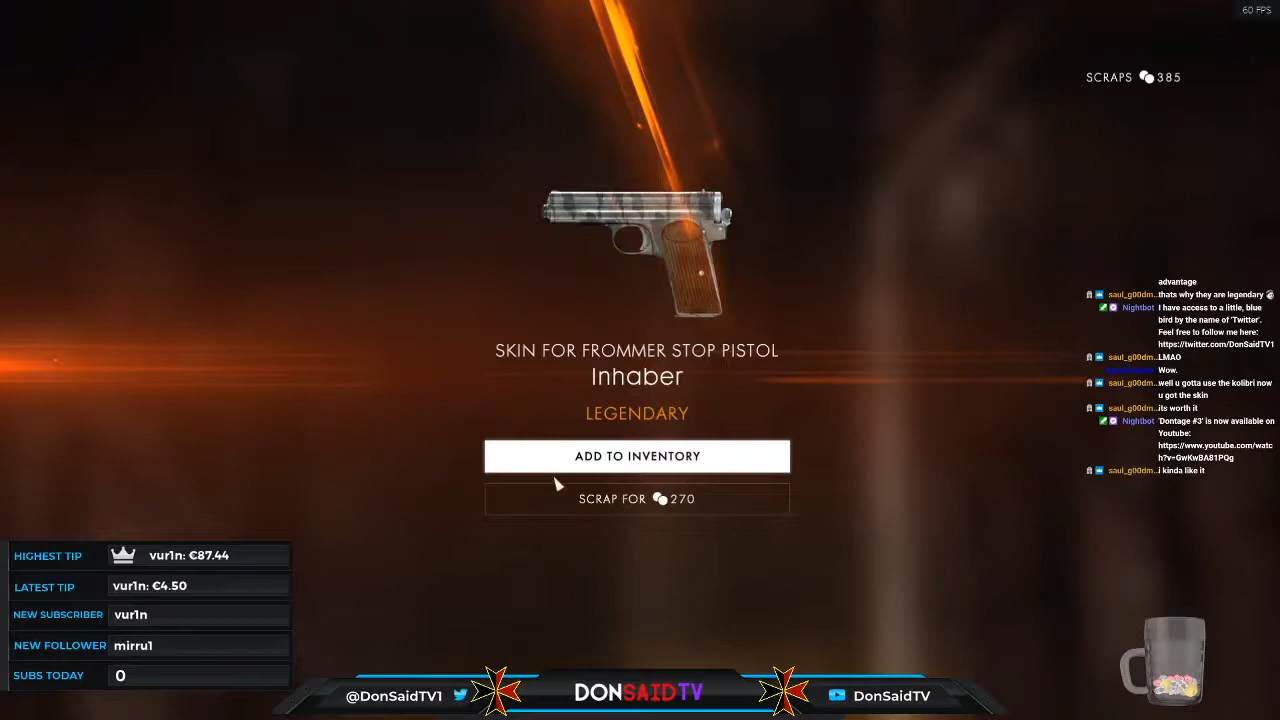 60 FPS
SCRAPS 385
SKIN FOR FROMMER STOP PISTOL
Inhaber
LEGENDARY
ADD TO INVENTORY
SCRAP FOR 270
advantage
saul_g00dm.. thats why they are legendary
Nightbot I have access to a little, blue
bird by the name of 'Twitter'.
Feel free to follow me here:
https://twitter.com/DonSaidTV1
saul_g00dm.. LMAO
Wow.
saul_g00dm.. well u gotta use the kolibri now
u got the skin
saul_g00dm.. its worth it
Nightbot 'Dontage #3' is now available on
Youtube:
https://www.youtube.com/watc
h?v=GwKwBA81PQg
saul_g00dm.. i kinda like it
HIGHEST TIP vur1n: €87.44
LATEST TIP vur1n: €4.50
NEW SUBSCRIBER vur1n
NEW FOLLOWER mirru1
SUBS TODAY 0
@DonSaidTV1
DONSAIDTV
DonSaidTV